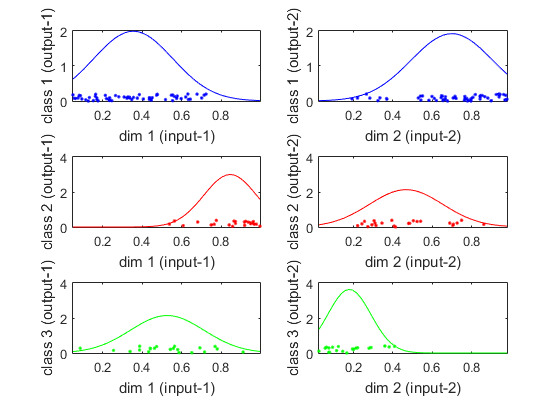 class 1 (output-1)
2
1
0
0.2 0.4 0.6 0.8
dim 1 (input-1)
class 1 (output-2)
2
1
0
0.2 0.4 0.6 0.8
dim 2 (input-2)
class 2 (output-1)
4
2
0
0.2 0.4 0.6 0.8
dim 1 (input-1)
class 2 (output-2)
4
2
0
0.2 0.4 0.6 0.8
dim 2 (input-2)
class 3 (output-1)
4
2
0
0.2 0.4 0.6 0.8
dim 1 (input-1)
class 3 (output-2)
4
2
0
0.2 0.4 0.6 0.8
dim 2 (input-2)